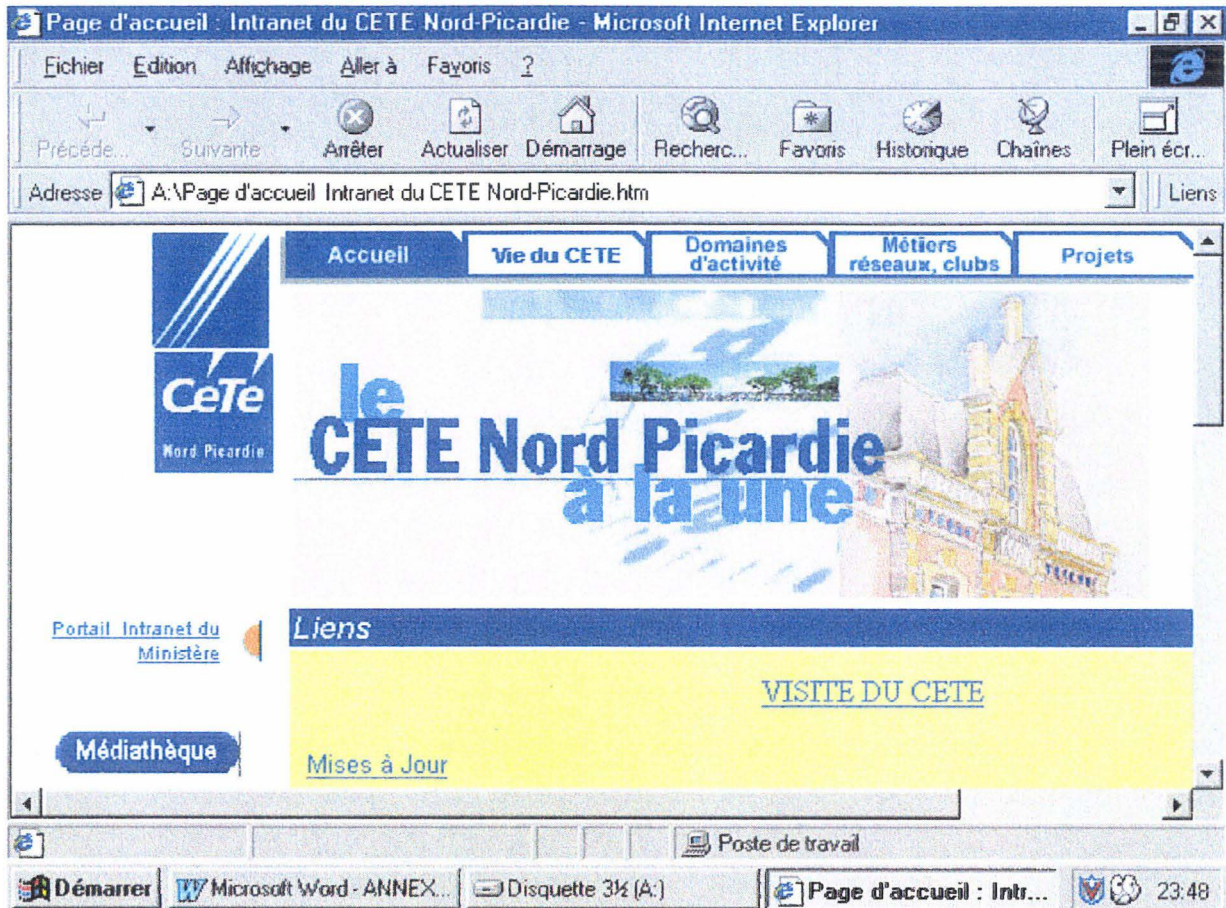 Page d'accueil : Intranet du CETE Nord-Picardie - Microsoft Internet Explorer
Fichier Edition Affichage Aller à Favoris ?
Précéde... Suivante Arrêter Actualiser Démarrage Recherc... Favoris Historique Chaînes Plein écr...
Adresse A:\Page d'accueil Intranet du CETE Nord-Picardie.htm Liens
Accueil Vie du CETE Domaines d'activité Métiers réseaux, clubs Projets
CéTé
Nord Picardie
le
CETE Nord Picardie
à la une
Portail Intranet du
Ministère
Liens
VISITE DU CETE
Médiathèque
Mises à Jour
Poste de travail
Démarrer Microsoft Word - ANNEX... Disquette 3½ (A:) Page d'accueil : Intr... 23:48